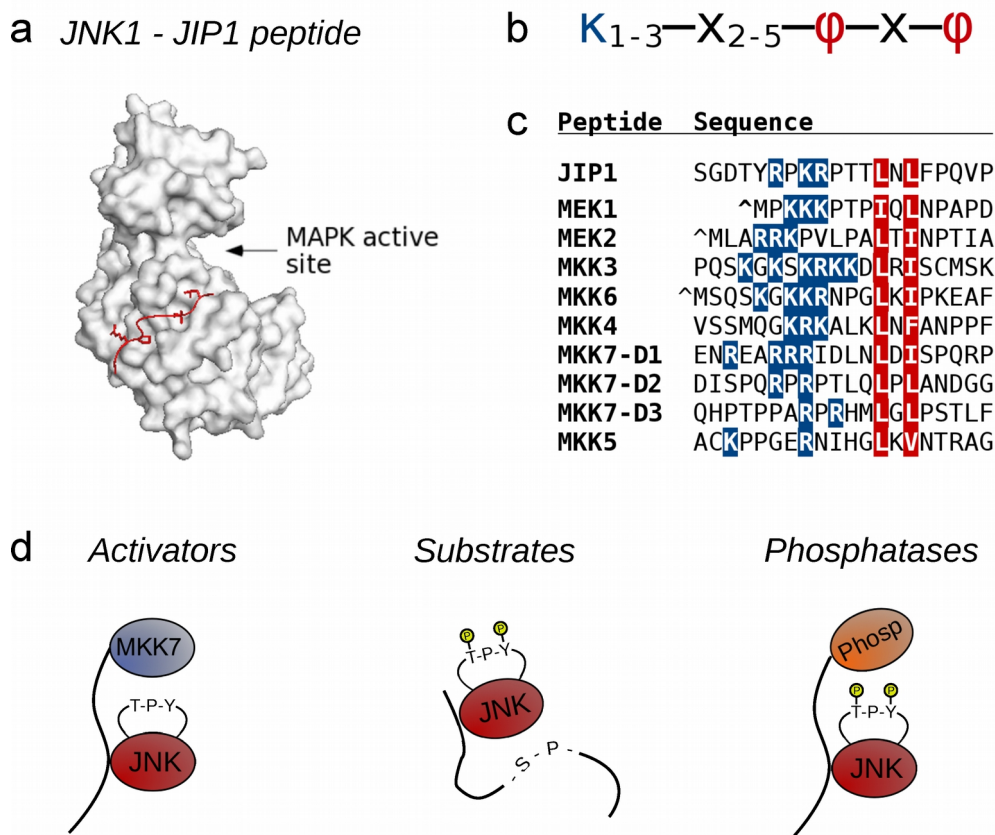 a JNK1 - JIP1 peptide
MAPK active
site
b K1-3—X2-5—φ—X—φ
c Peptide Sequence
JIP1 SGDTYRPKRPTTLNLFPQVP
MEK1 ^MPKKKPTPIQLNPAPD
MEK2 ^MLARRKPVLPALTINPTIA
MKK3 PQSKGKSKRKKDLRISCMSK
MKK6 ^MSQSKGKKRNPGLKIPKEAF
MKK4 VSSMQGKRKALKLNFANPPF
MKK7-D1 ENREARRRIDLNLDISPQRP
MKK7-D2 DISPQRPRPTLQLPLANDGG
MKK7-D3 QHPTPPARPRHMLGLPSTLF
MKK5 ACKPPGERNIHGLKVNTRAG
d Activators Substrates Phosphatases
MKK7
T-P-Y
JNK
P P
T-P-Y
JNK
- S - P -
Phosp
P P
T-P-Y
JNK